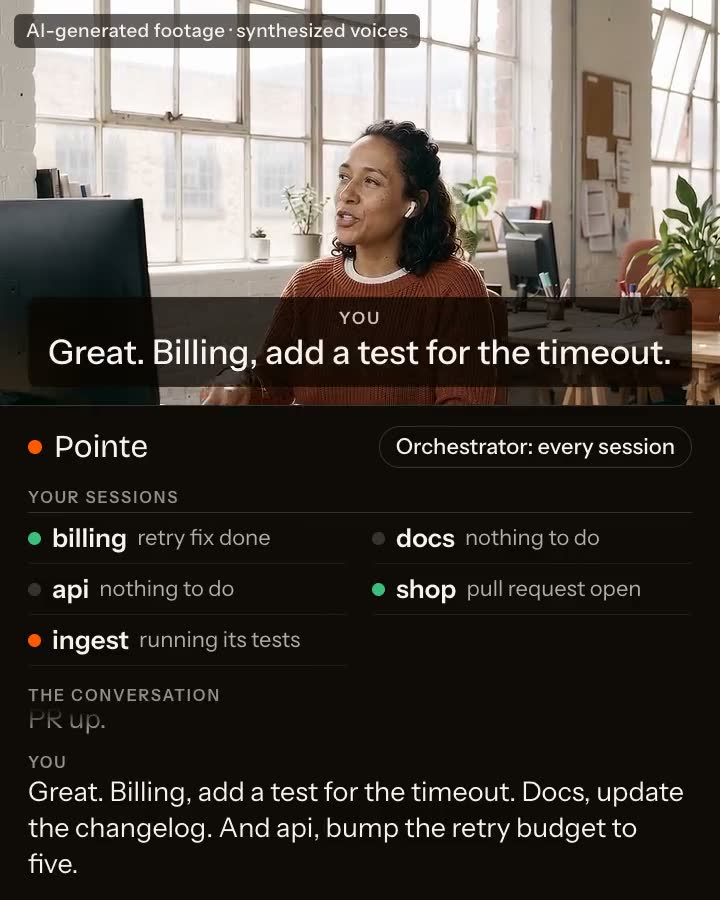 AI-generated footage · synthesized voices
YOU
Great. Billing, add a test for the timeout.
Pointe
Orchestrator: every session
YOUR SESSIONS
billing retry fix done
docs nothing to do
api nothing to do
shop pull request open
ingest running its tests
THE CONVERSATION
PR up.
YOU
Great. Billing, add a test for the timeout. Docs, update
the changelog. And api, bump the retry budget to
five.